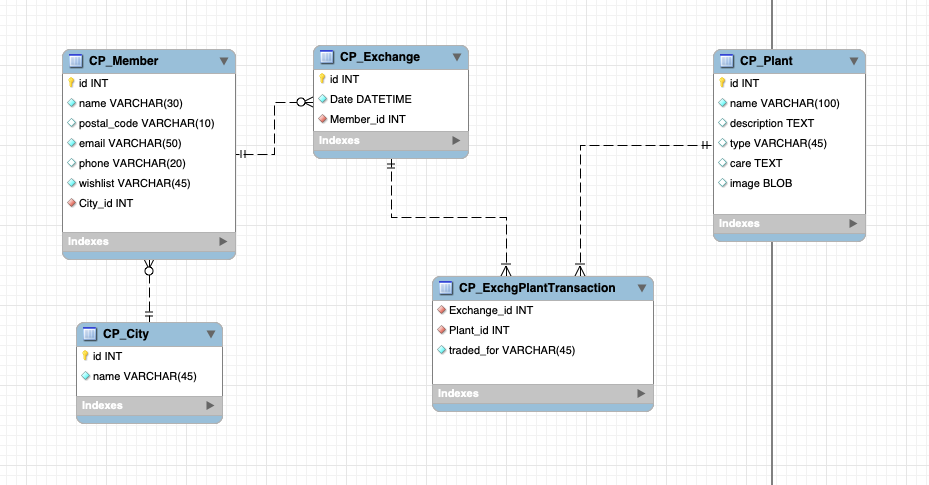 CP_Member
id INT
name VARCHAR(30)
postal_code VARCHAR(10)
email VARCHAR(50)
phone VARCHAR(20)
wishlist VARCHAR(45)
City_id INT
Indexes
CP_Exchange
id INT
Date DATETIME
Member_id INT
Indexes
CP_Plant
id INT
name VARCHAR(100)
description TEXT
type VARCHAR(45)
care TEXT
image BLOB
Indexes
CP_City
id INT
name VARCHAR(45)
Indexes
CP_ExchgPlantTransaction
Exchange_id INT
Plant_id INT
traded_for VARCHAR(45)
Indexes